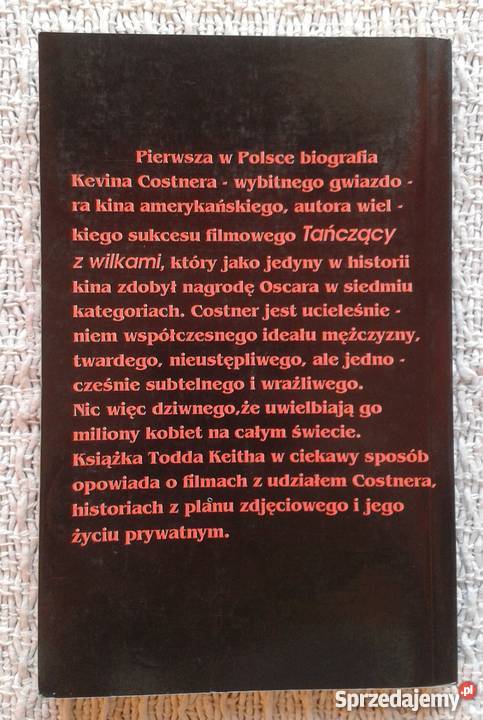 Pierwsza w Polsce biografia
Kevina Costnera - wybitnego gwiazdo -
ra kina amerykańskiego, autora wiel -
kiego sukcesu filmowego Tańczący
z wilkami, który jako jedyny w historii
kina zdobył nagrodę Oscara w siedmiu
kategoriach. Costner jest ucieleśnie -
niem współczesnego ideału mężczyzny,
twardego, nieustępliwego, ale jedno -
cześnie subtelnego i wrażliwego.
Nic więc dziwnego,że uwielbiają go
miliony kobiet na całym świecie.
Książka Todda Keitha w ciekawy sposób
opowiada o filmach z udziałem Costnera,
historiach z planu zdjęciowego i jego
życiu prywatnym.
Sprzedajemy.pl